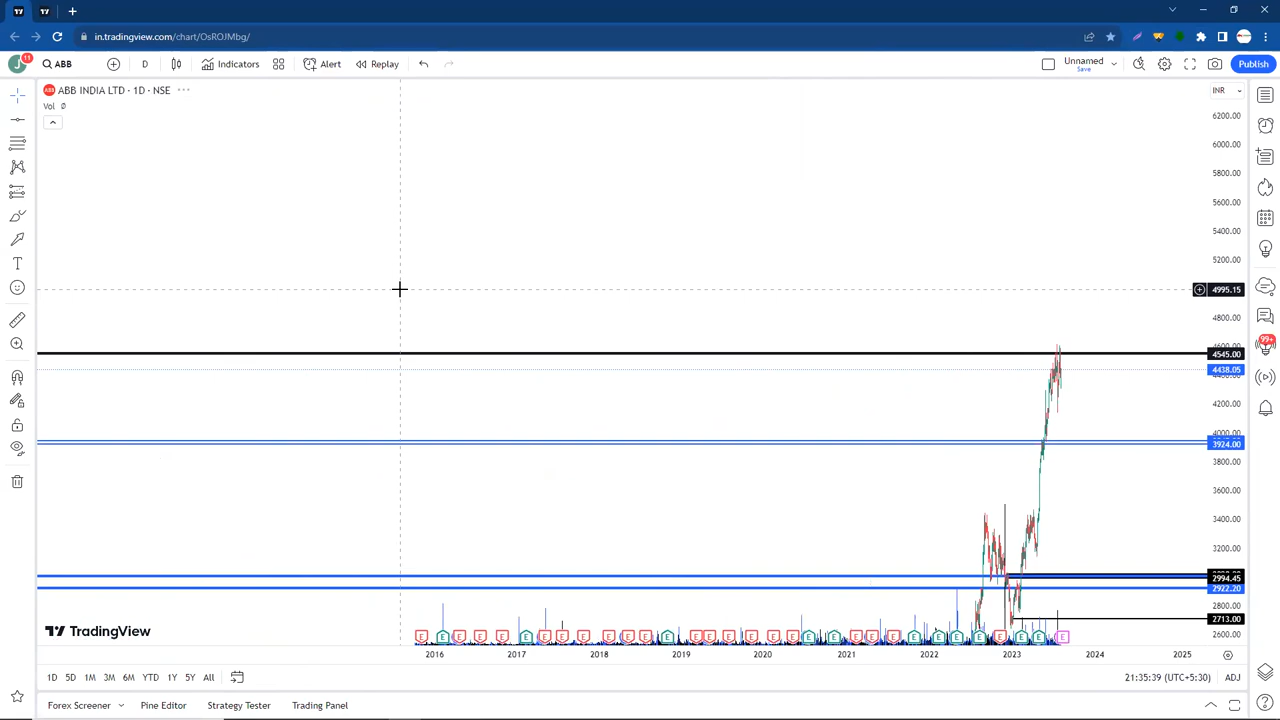 in.tradingview.com/chart/OsROJMbg/
J 11 ABB D Indicators Alert Replay Unnamed Save Publish
ABB INDIA LTD · 1D · NSE
INR
Vol
6200.00
6000.00
5800.00
5600.00
5400.00
5200.00
4995.15
4800.00
4545.00
4438.05
4200.00
4000.00
3924.00
3800.00
3600.00
3400.00
3200.00
2994.45
2922.20
2800.00
2713.00
2600.00
99+
TradingView
2016 2017 2018 2019 2020 2021 2022 2023 2024 2025
1D 5D 1M 3M 6M YTD 1Y 5Y All 21:35:39 (UTC+5:30) ADJ
Forex Screener Pine Editor Strategy Tester Trading Panel